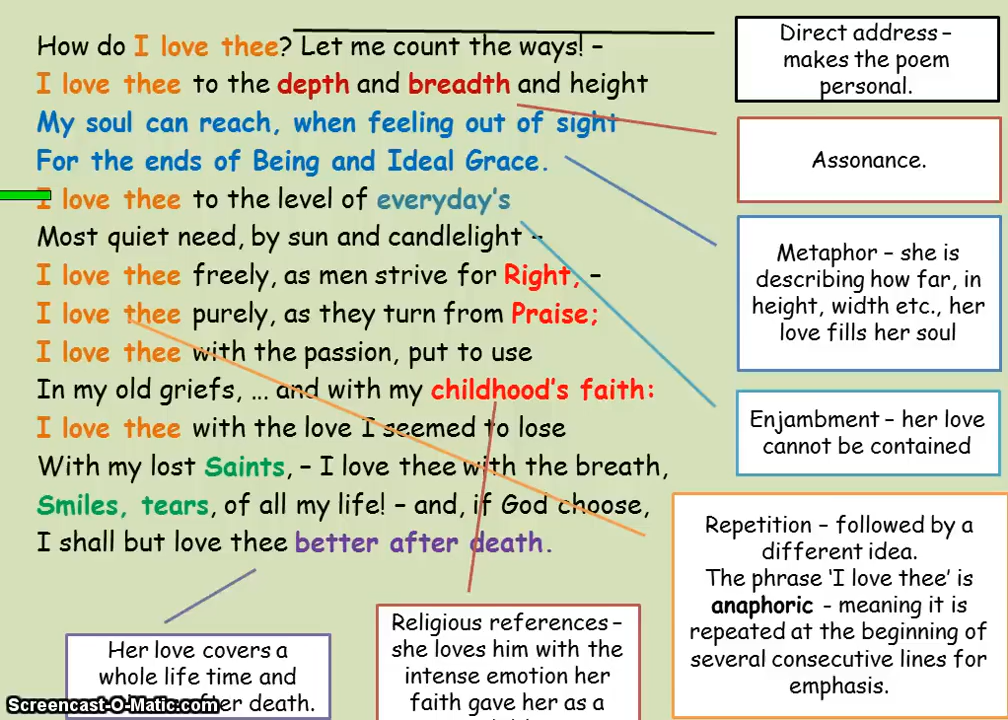 How do I love thee? Let me count the ways! –
I love thee to the depth and breadth and height
My soul can reach, when feeling out of sight
For the ends of Being and Ideal Grace.
I love thee to the level of everyday's
Most quiet need, by sun and candlelight –
I love thee freely, as men strive for Right, –
I love thee purely, as they turn from Praise;
I love thee with the passion, put to use
In my old griefs, ... and with my childhood's faith:
I love thee with the love I seemed to lose
With my lost Saints, – I love thee with the breath,
Smiles, tears, of all my life! – and, if God choose,
I shall but love thee better after death.
Direct address –
makes the poem
personal.
Assonance.
Metaphor – she is
describing how far, in
height, width etc., her
love fills her soul
Enjambment – her love
cannot be contained
Repetition – followed by a
different idea.
The phrase 'I love thee' is
anaphoric - meaning it is
repeated at the beginning of
several consecutive lines for
emphasis.
Religious references –
she loves him with the
intense emotion her
faith gave her as a
Her love covers a
whole life time and
after death.
Screencast-O-Matic.com